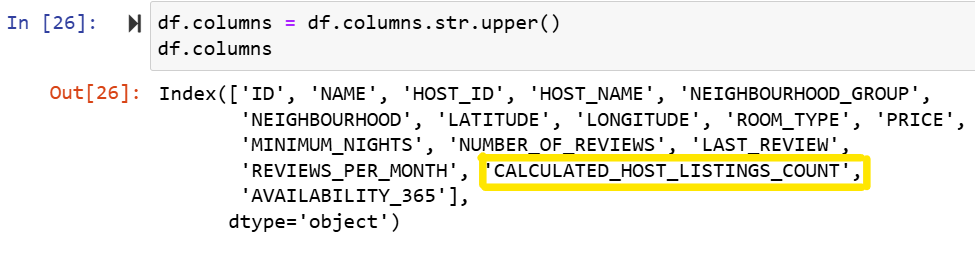 In [26]: df.columns = df.columns.str.upper()
df.columns
Out[26]: Index(['ID', 'NAME', 'HOST_ID', 'HOST_NAME', 'NEIGHBOURHOOD_GROUP',
'NEIGHBOURHOOD', 'LATITUDE', 'LONGITUDE', 'ROOM_TYPE', 'PRICE',
'MINIMUM_NIGHTS', 'NUMBER_OF_REVIEWS', 'LAST_REVIEW',
'REVIEWS_PER_MONTH', 'CALCULATED_HOST_LISTINGS_COUNT',
'AVAILABILITY_365'],
dtype='object')